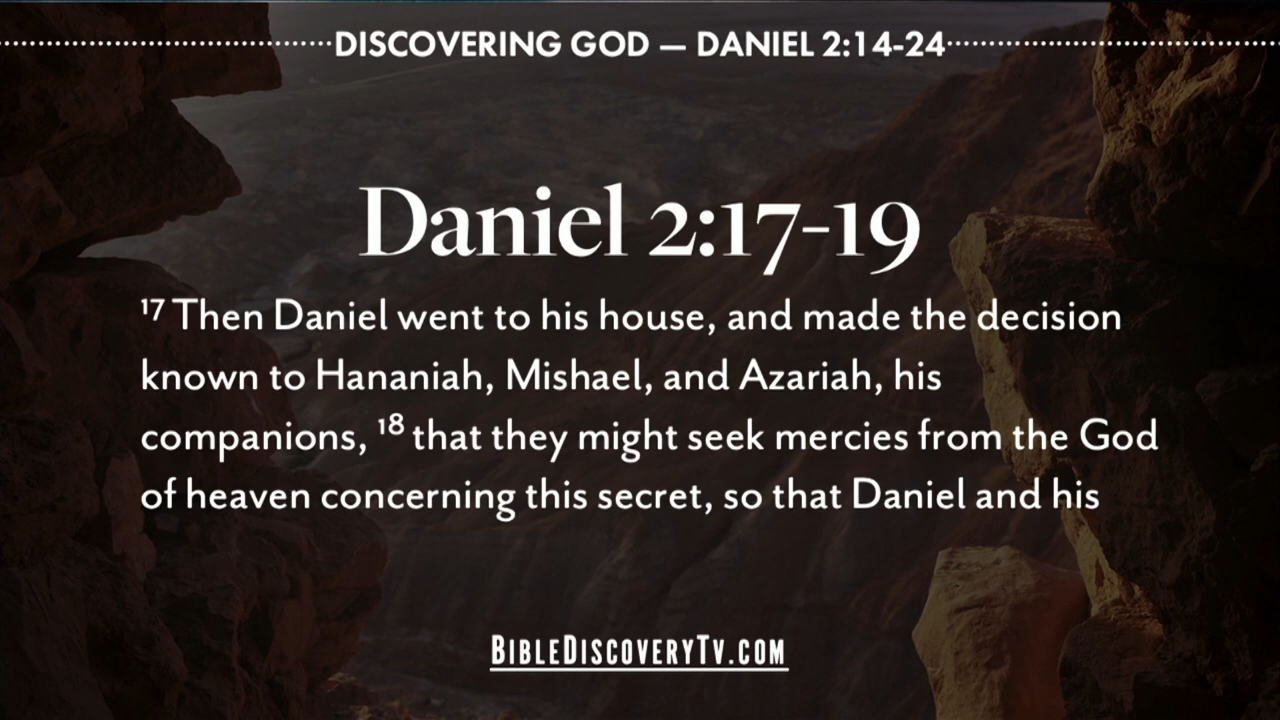 DISCOVERING GOD — DANIEL 2:14-24
Daniel 2:17-19
¹⁷ Then Daniel went to his house, and made the decision
known to Hananiah, Mishael, and Azariah, his
companions, ¹⁸ that they might seek mercies from the God
of heaven concerning this secret, so that Daniel and his
BIBLEDISCOVERYTV.COM